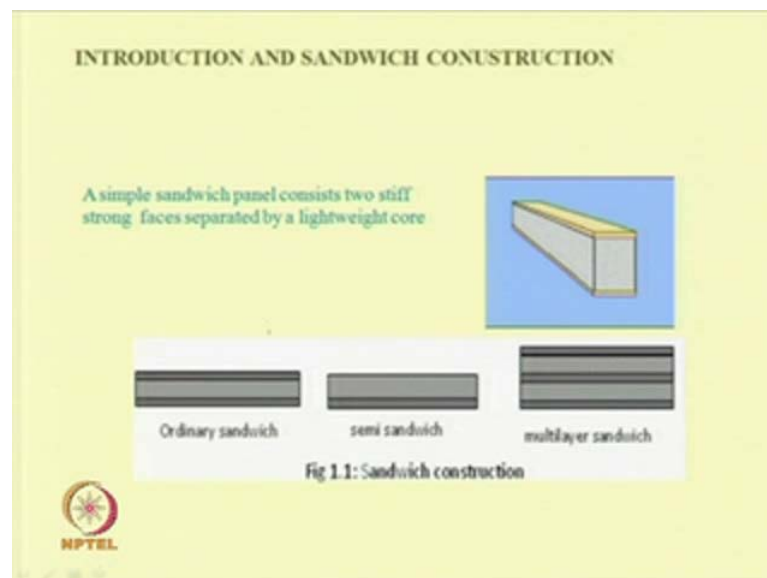 INTRODUCTION AND SANDWICH CONUSTRUCTION
A simple sandwich panel consists two stiff
strong faces separated by a lightweight core
Ordinary sandwich
semi sandwich
multilayer sandwich
Fig 1.1: Sandwich construction
NPTEL